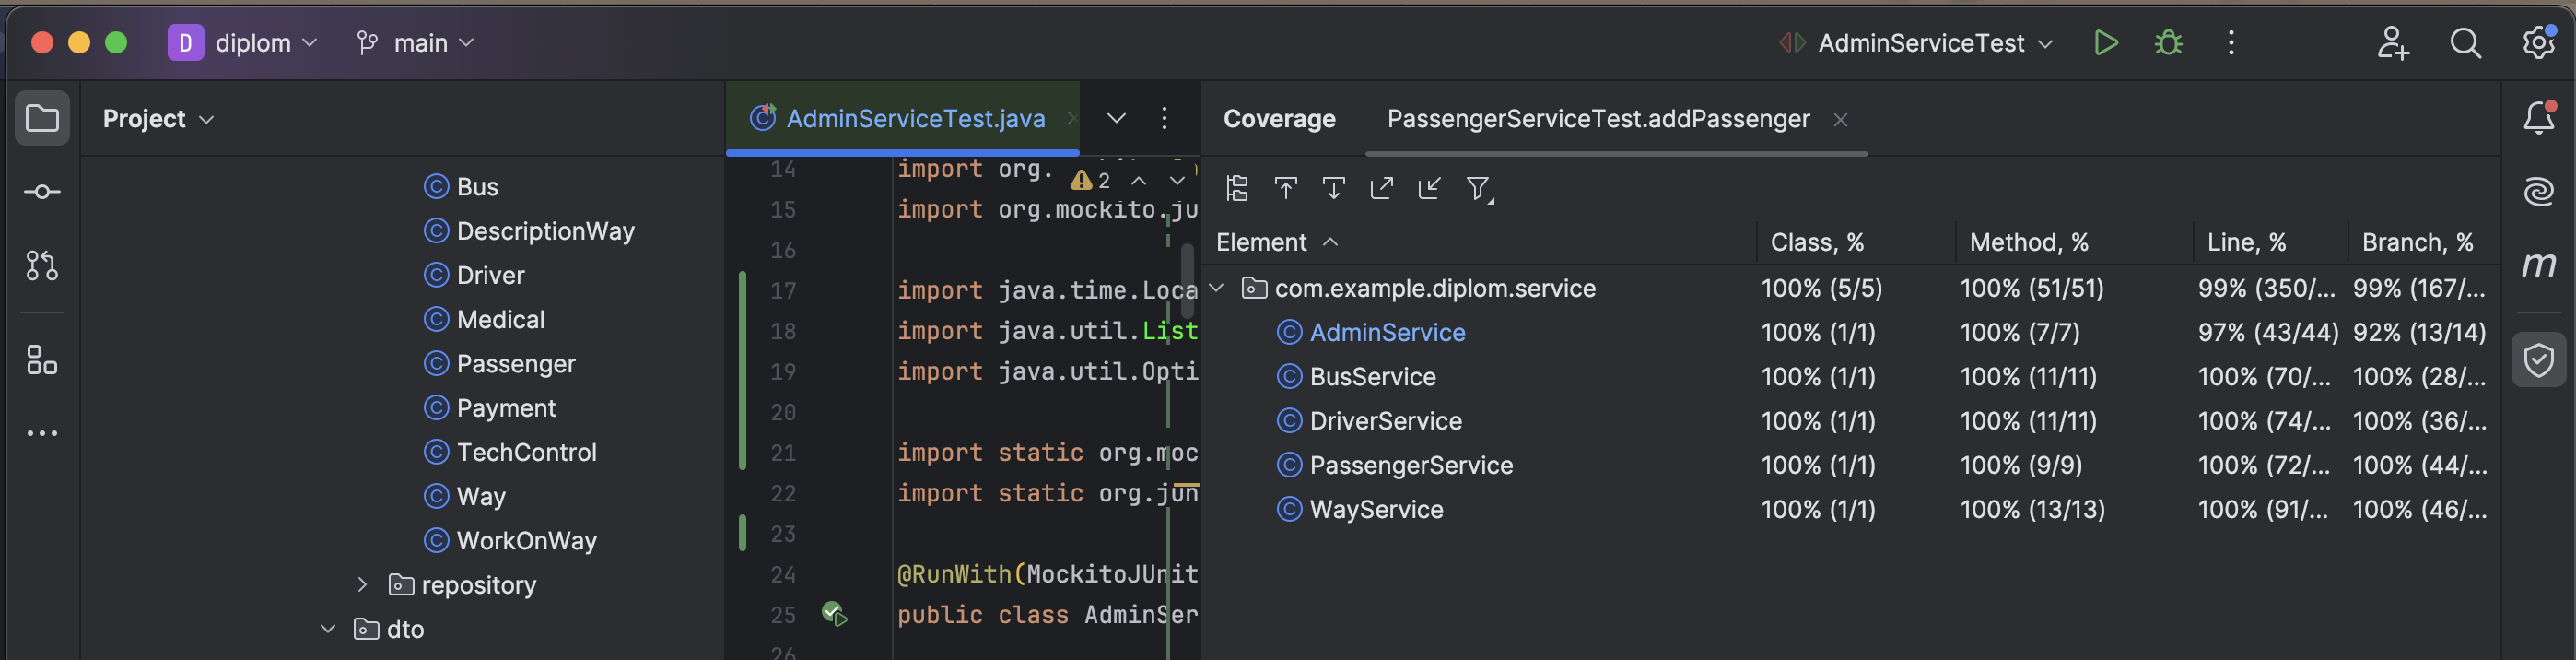 D diplom main AdminServiceTest
Project
Bus
DescriptionWay
Driver
Medical
Passenger
Payment
TechControl
Way
WorkOnWay
repository
dto
AdminServiceTest.java
2
14 import org.
15 import org.mockito.ju
16
17 import java.time.Loca
18 import java.util.List
19 import java.util.Opti
20
21 import static org.moc
22 import static org.jun
23
24 @RunWith(MockitoJUnit
25 public class AdminSer
26
Coverage PassengerServiceTest.addPassenger
Element Class, % Method, % Line, % Branch, %
com.example.diplom.service 100% (5/5) 100% (51/51) 99% (350/... 99% (167/...
AdminService 100% (1/1) 100% (7/7) 97% (43/44) 92% (13/14)
BusService 100% (1/1) 100% (11/11) 100% (70/... 100% (28/...
DriverService 100% (1/1) 100% (11/11) 100% (74/... 100% (36/...
PassengerService 100% (1/1) 100% (9/9) 100% (72/... 100% (44/...
WayService 100% (1/1) 100% (13/13) 100% (91/... 100% (46/...
m